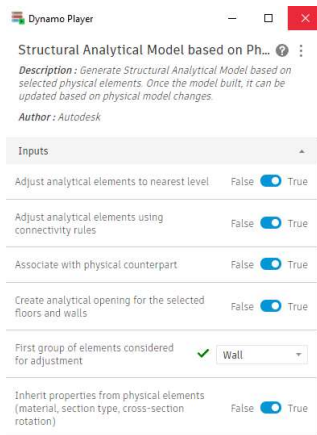 Dynamo Player
Structural Analytical Model based on Ph...
Description : Generate Structural Analytical Model based on
selected physical elements. Once the model built, it can be
updated based on physical model changes.
Author : Autodesk
Inputs
Adjust analytical elements to nearest level False True
Adjust analytical elements using
connectivity rules False True
Associate with physical counterpart False True
Create analytical opening for the selected
floors and walls False True
First group of elements considered
for adjustment Wall
Inherit properties from physical elements
(material, section type, cross-section
rotation) False True